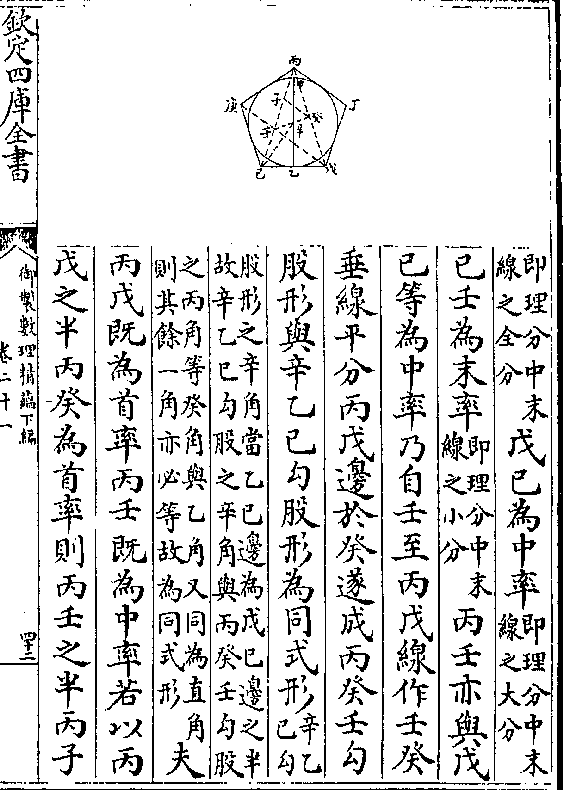 丙
甲
子
庚
丁
癸
壬
辛
己
乙
戊
即理分中末
線之全分
戊己為中率
即理分中末
線之大分
己壬為末率
即理分中末
線之小分
丙壬亦與戊
己等為中率乃自壬至丙戊線作壬癸
垂線平分丙戊邊於癸遂成丙癸壬勾
股形與辛乙己勾股形為同式形
辛乙
己勾
股形之辛角當乙己邊為戊己邊之半
故辛乙己勾股之辛角與丙癸壬勾股
之丙角等癸角與乙角又同為直角
則其餘一角亦必等故為同式形
夫
丙戊既為首率丙壬既為中率若以丙
戊之半丙癸為首率則丙壬之半丙子
欽定四庫全書
御製數理精蘊下編
卷二十一